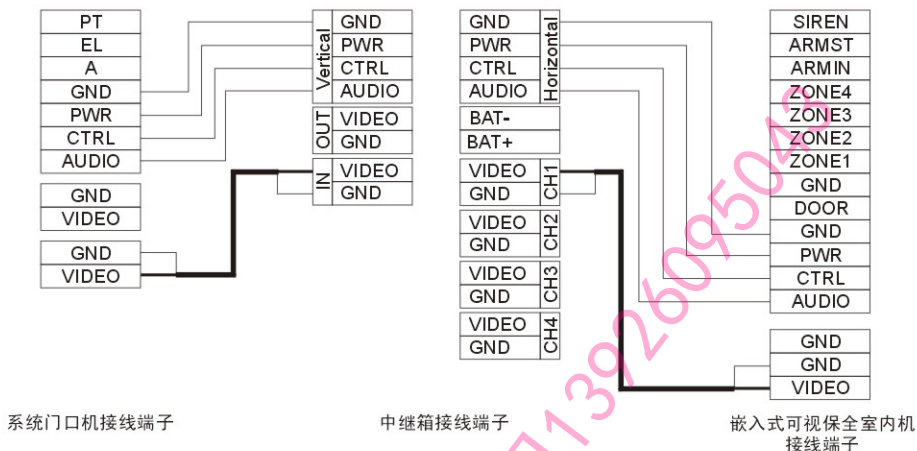 PT
EL
A
GND
PWR
CTRL
AUDIO
GND
VIDEO
GND
VIDEO
系统门口机接线端子
Vertical
GND
PWR
CTRL
AUDIO
OUT
VIDEO
GND
IN
VIDEO
GND
GND
PWR
CTRL
AUDIO
Horizontal
BAT-
BAT+
VIDEO
GND
CH1
VIDEO
GND
CH2
VIDEO
GND
CH3
VIDEO
GND
CH4
中继箱接线端子
SIREN
ARMST
ARMIN
ZONE4
ZONE3
ZONE2
ZONE1
GND
DOOR
GND
PWR
CTRL
AUDIO
GND
GND
VIDEO
嵌入式可视保全室内机
接线端子
13926095043